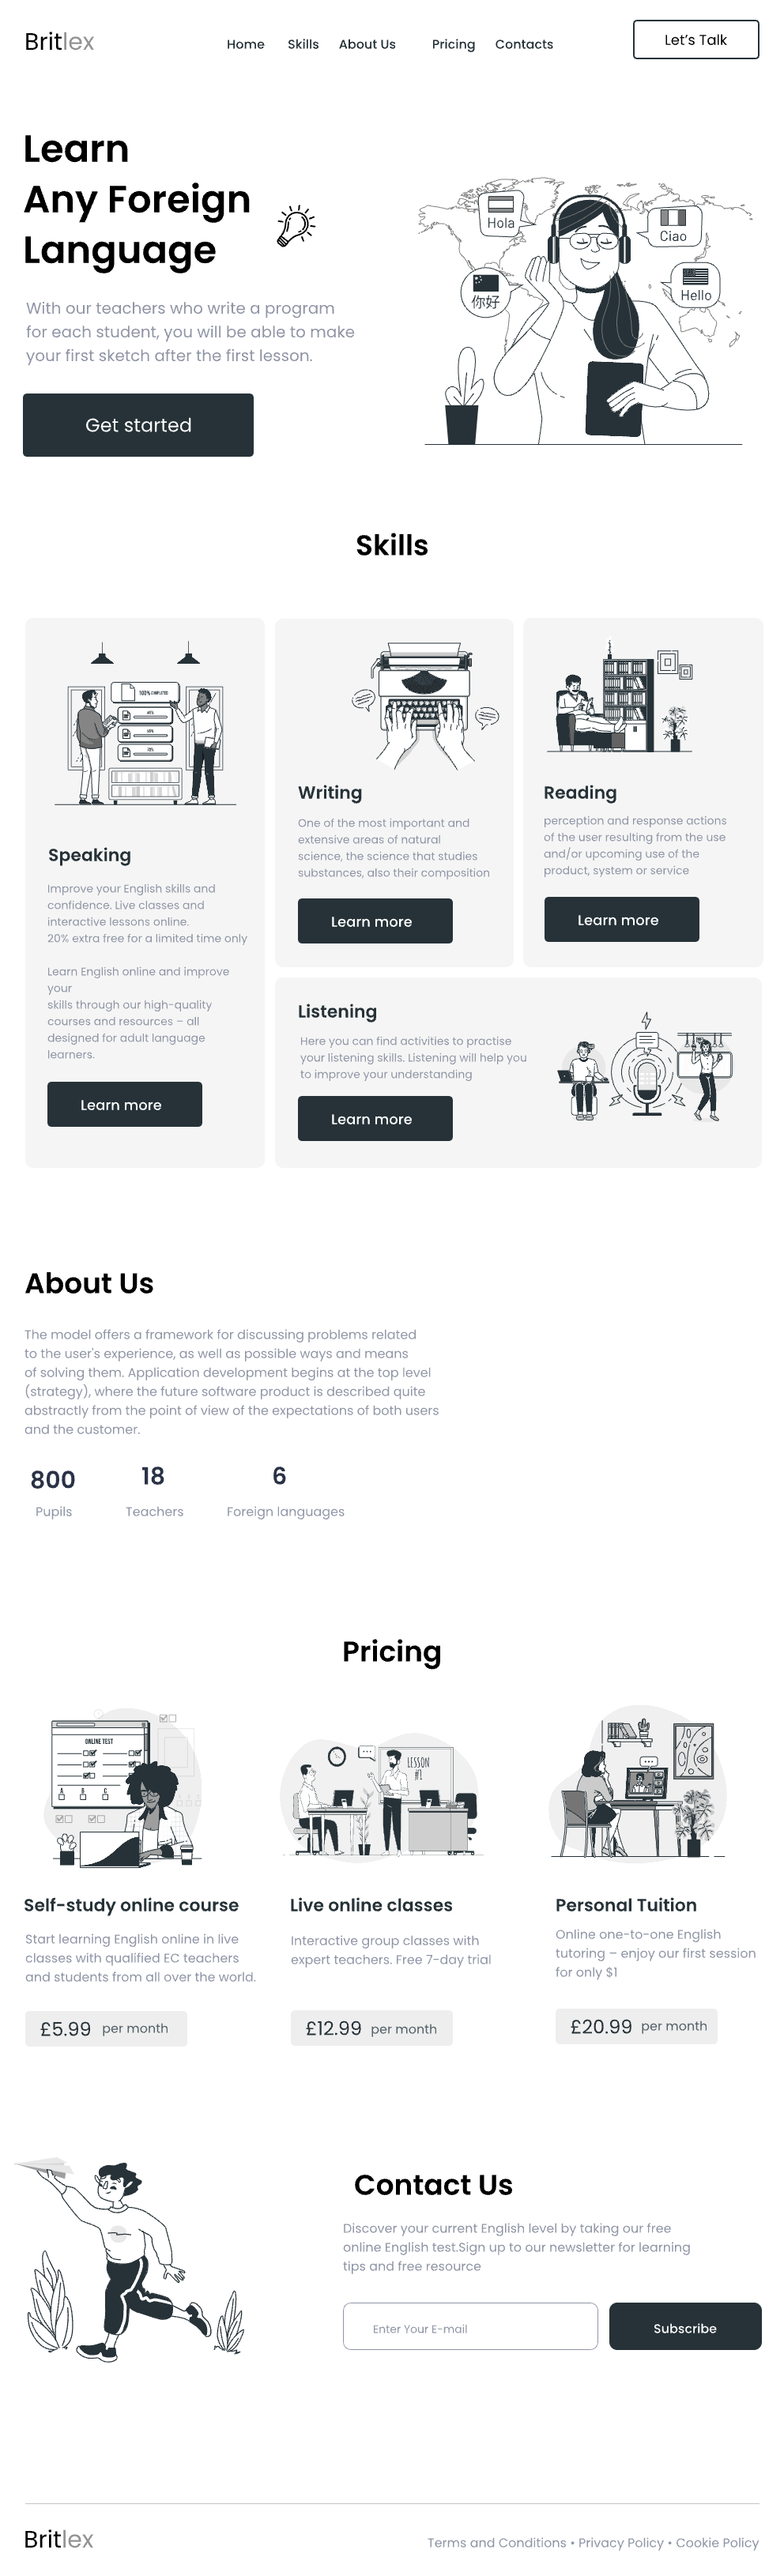 Britlex
Home Skills About Us Pricing Contacts
Let's Talk
Learn
Any Foreign
Language
With our teachers who write a program
for each student, you will be able to make
your first sketch after the first lesson.
Get started
Hola
Ciao
你好
Hello
Skills
100% COMPLETED
Speaking
Improve your English skills and
confidence. Live classes and
interactive lessons online.
20% extra free for a limited time only
Learn English online and improve
your
skills through our high-quality
courses and resources – all
designed for adult language
learners.
Learn more
Writing
One of the most important and
extensive areas of natural
science, the science that studies
substances, also their composition
Learn more
Reading
perception and response actions
of the user resulting from the use
and/or upcoming use of the
product, system or service
Learn more
Listening
Here you can find activities to practise
your listening skills. Listening will help you
to improve your understanding
Learn more
About Us
The model offers a framework for discussing problems related
to the user's experience, as well as possible ways and means
of solving them. Application development begins at the top level
(strategy), where the future software product is described quite
abstractly from the point of view of the expectations of both users
and the customer.
800 18 6
Pupils Teachers Foreign languages
Pricing
ONLINE TEST
A B C
LESSON
#1
Self-study online course
Start learning English online in live
classes with qualified EC teachers
and students from all over the world.
£5.99 per month
Live online classes
Interactive group classes with
expert teachers. Free 7-day trial
£12.99 per month
Personal Tuition
Online one-to-one English
tutoring – enjoy our first session
for only $1
£20.99 per month
Contact Us
Discover your current English level by taking our free
online English test.Sign up to our newsletter for learning
tips and free resource
Enter Your E-mail
Subscribe
Britlex
Terms and Conditions • Privacy Policy • Cookie Policy